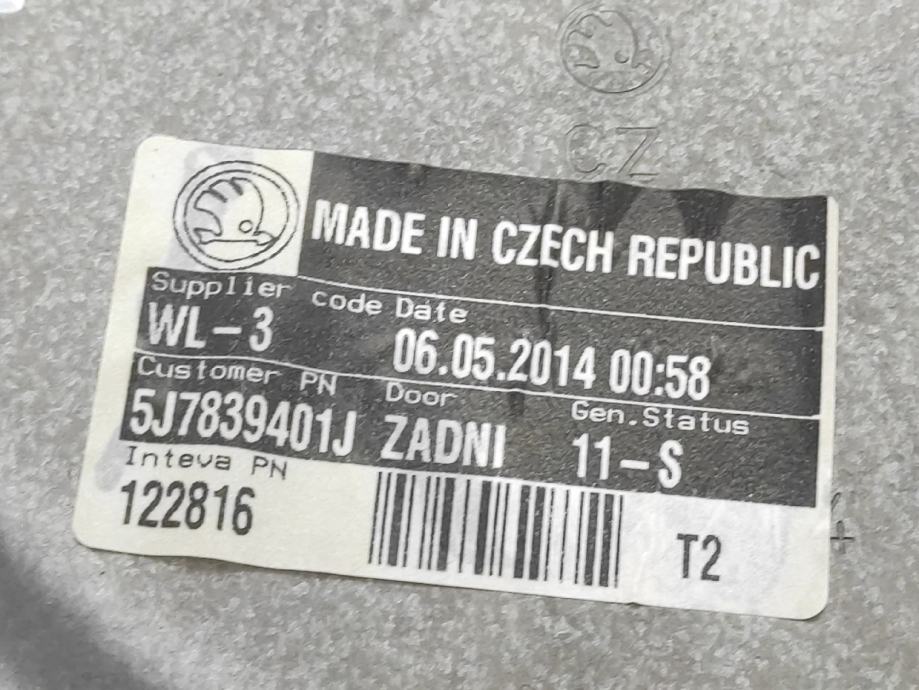 CZ
MADE IN CZECH REPUBLIC
Supplier code Date
WL-3 06.05.2014 00:58
Customer PN Door Gen.Status
5J7839401J ZADNI 11-S
Inteva PN
122816 T2